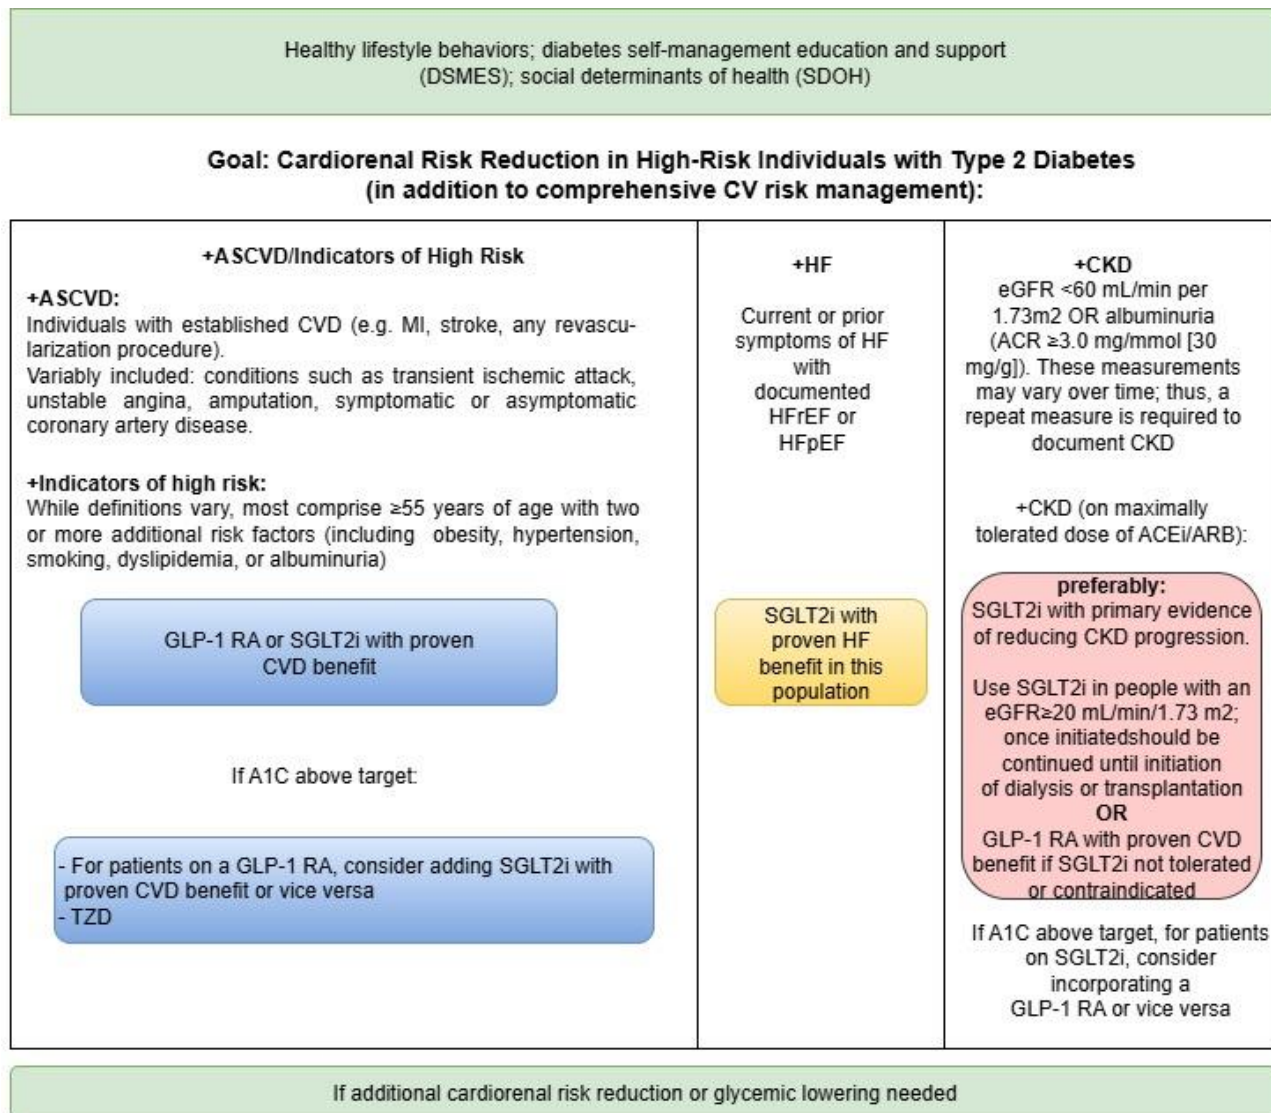 Healthy lifestyle behaviors; diabetes self-management education and support
(DSMES); social determinants of health (SDOH)
Goal: Cardiorenal Risk Reduction in High-Risk Individuals with Type 2 Diabetes
(in addition to comprehensive CV risk management):
+ASCVD/Indicators of High Risk
+ASCVD:
Individuals with established CVD (e.g. MI, stroke, any revascu-
larization procedure).
Variably included: conditions such as transient ischemic attack,
unstable angina, amputation, symptomatic or asymptomatic
coronary artery disease.
+Indicators of high risk:
While definitions vary, most comprise ≥55 years of age with two
or more additional risk factors (including obesity, hypertension,
smoking, dyslipidemia, or albuminuria)
GLP-1 RA or SGLT2i with proven
CVD benefit
If A1C above target:
- For patients on a GLP-1 RA, consider adding SGLT2i with
proven CVD benefit or vice versa
- TZD
+HF
Current or prior
symptoms of HF
with
documented
HFrEF or
HFpEF
SGLT2i with
proven HF
benefit in this
population
+CKD
eGFR <60 mL/min per
1.73m2 OR albuminuria
(ACR ≥3.0 mg/mmol [30
mg/g]). These measurements
may vary over time; thus, a
repeat measure is required to
document CKD
+CKD (on maximally
tolerated dose of ACEi/ARB):
preferably:
SGLT2i with primary evidence
of reducing CKD progression.
Use SGLT2i in people with an
eGFR≥20 mL/min/1.73 m2;
once initiatedshould be
continued until initiation
of dialysis or transplantation
OR
GLP-1 RA with proven CVD
benefit if SGLT2i not tolerated
or contraindicated
If A1C above target, for patients
on SGLT2i, consider
incorporating a
GLP-1 RA or vice versa
If additional cardiorenal risk reduction or glycemic lowering needed